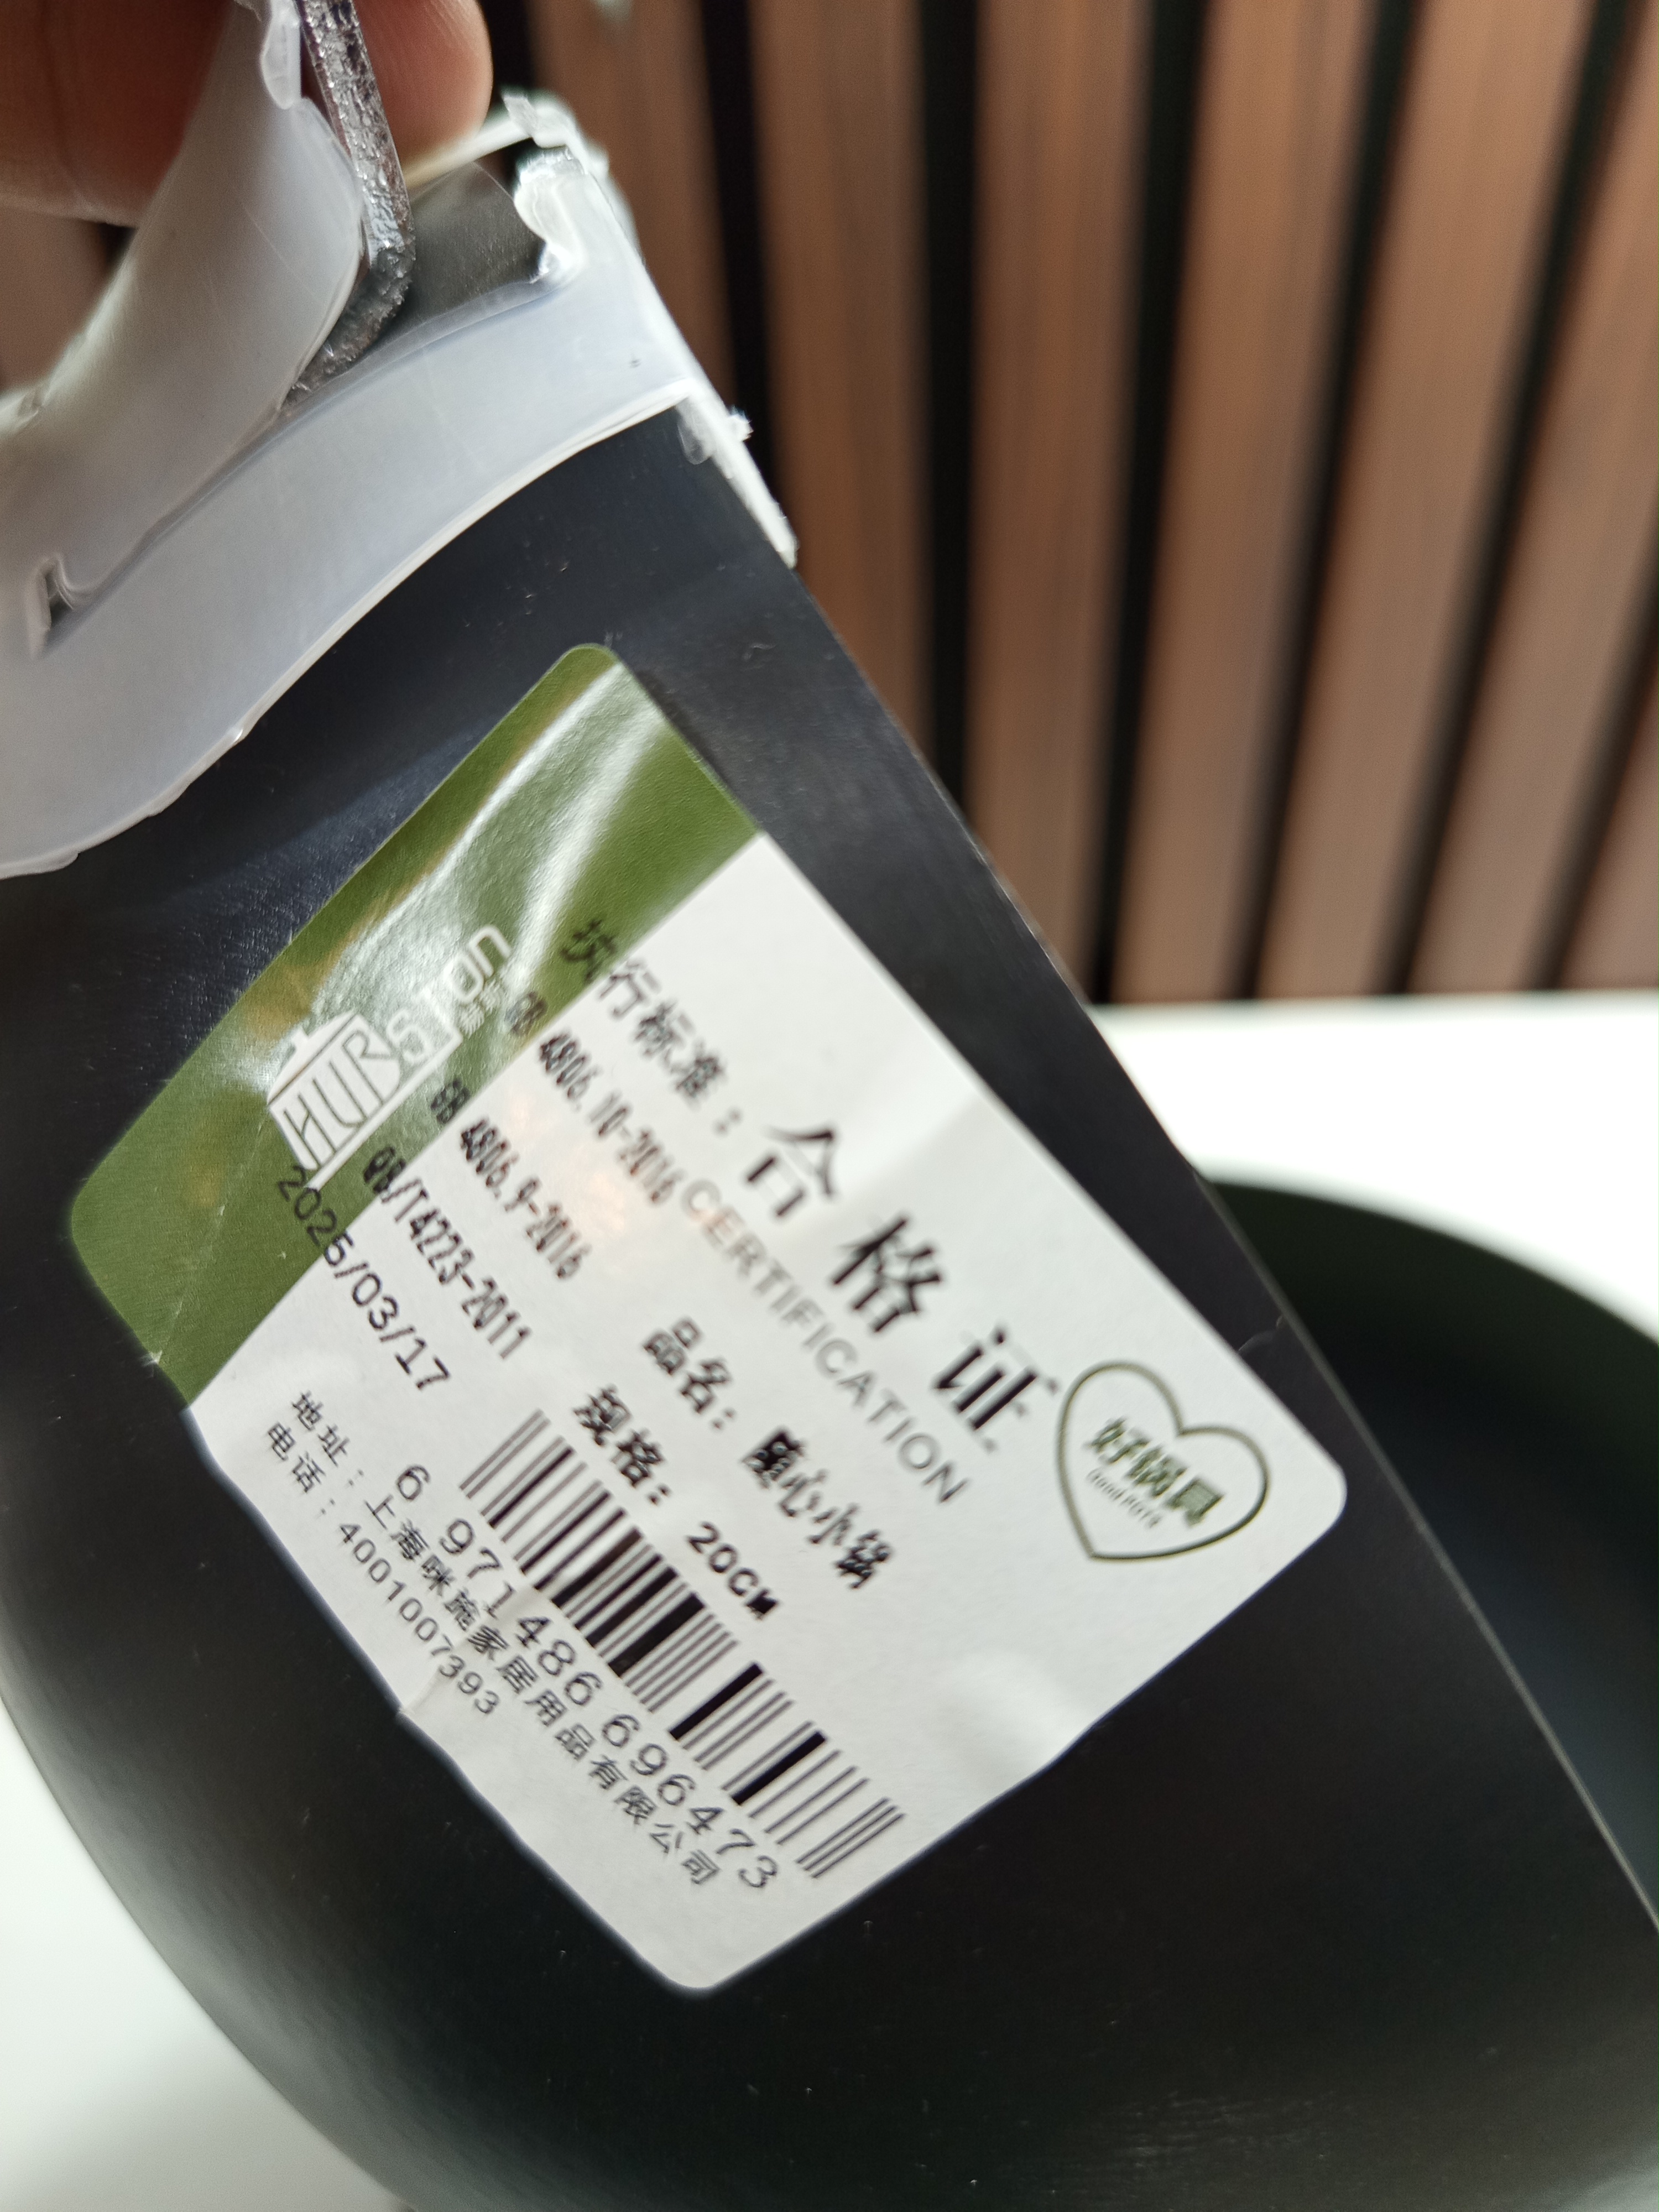 合格证
CERTIFICATION
好锅具
品名：随心小锅
规格：20CM
执行标准：
GB 4806.10-2016
GB 4806.9-2016
QB/T4223-2011
2025/03/17
6 971486 696473
地址：上海咪施家居用品有限公司
电话：4001007393